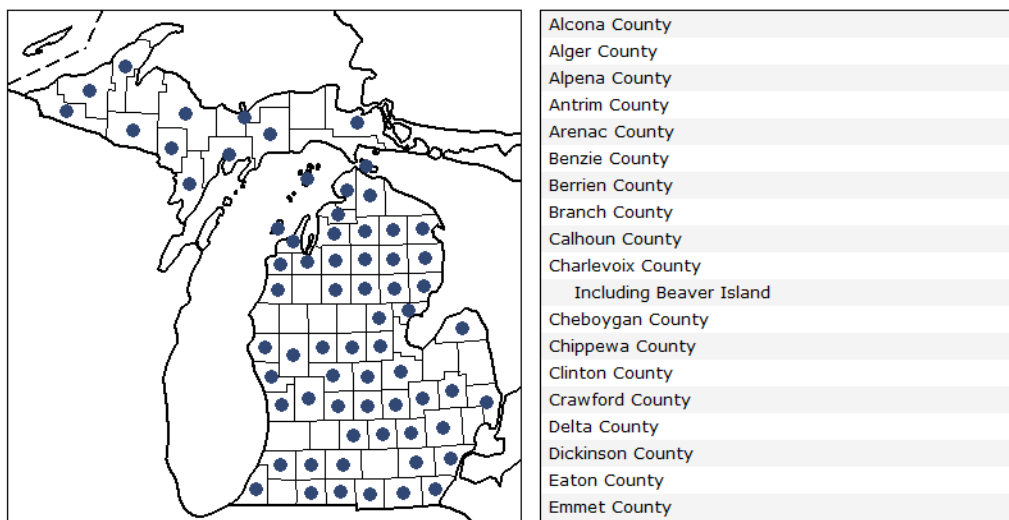 Alcona County
Alger County
Alpena County
Antrim County
Arenac County
Benzie County
Berrien County
Branch County
Calhoun County
Charlevoix County
Including Beaver Island
Cheboygan County
Chippewa County
Clinton County
Crawford County
Delta County
Dickinson County
Eaton County
Emmet County